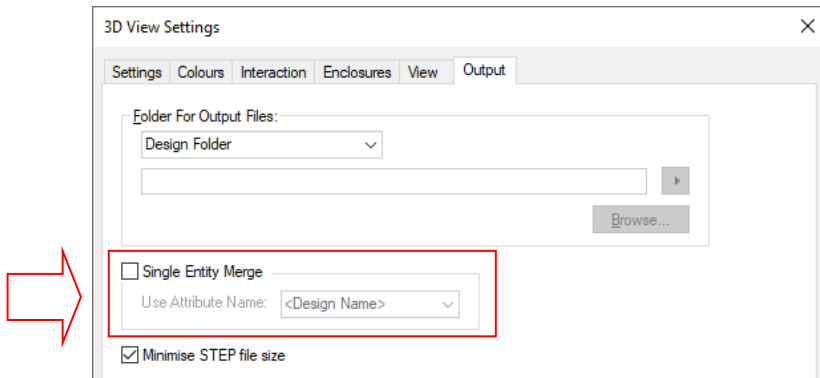 3D View Settings
Settings Colours Interaction Enclosures View Output
Folder For Output Files:
Design Folder
Browse...
Single Entity Merge
Use Attribute Name: <Design Name>
Minimise STEP file size